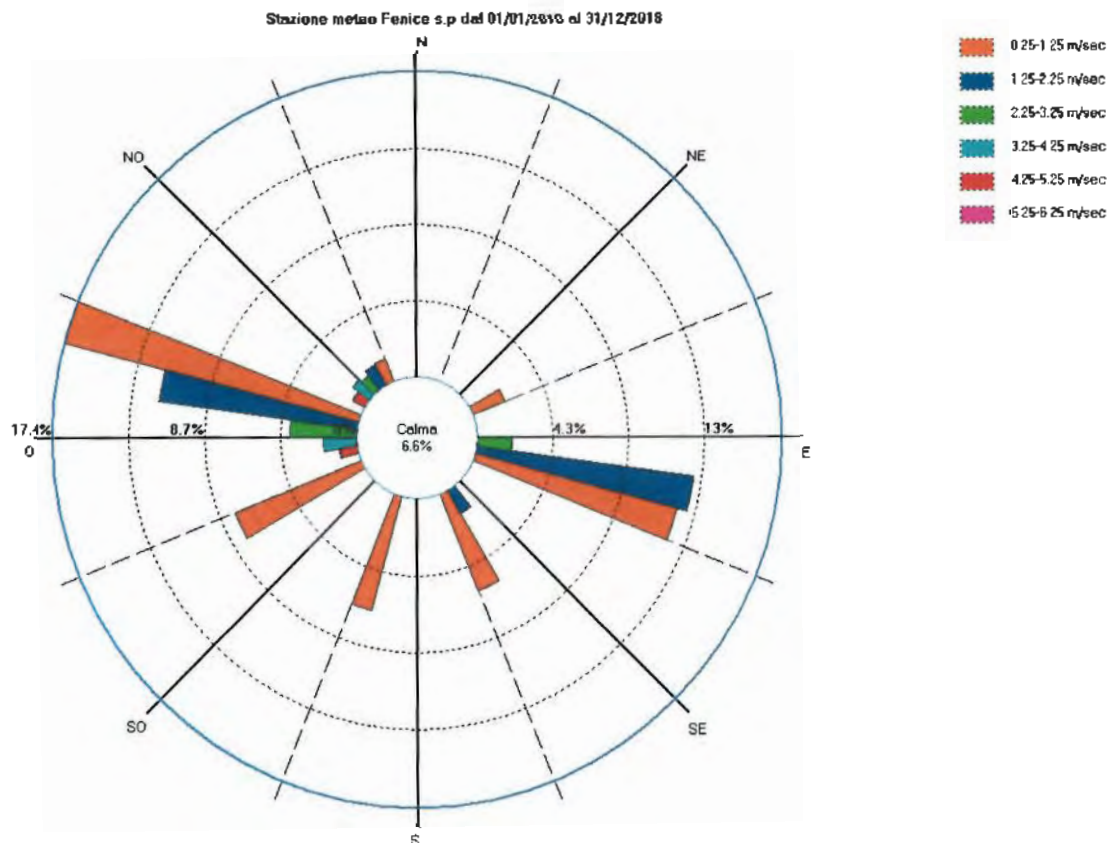 Stazione meteo Fenice s.p dal 01/01/2018 al 31/12/2018
N
0.25-1.25 m/sec
1.25-2.25 m/sec
2.25-3.25 m/sec
3.25-4.25 m/sec
4.25-5.25 m/sec
5.25-6.25 m/sec
NO
NE
17.4%
8.7%
Calma
6.6%
4.3%
13%
O
E
SO
SE
S